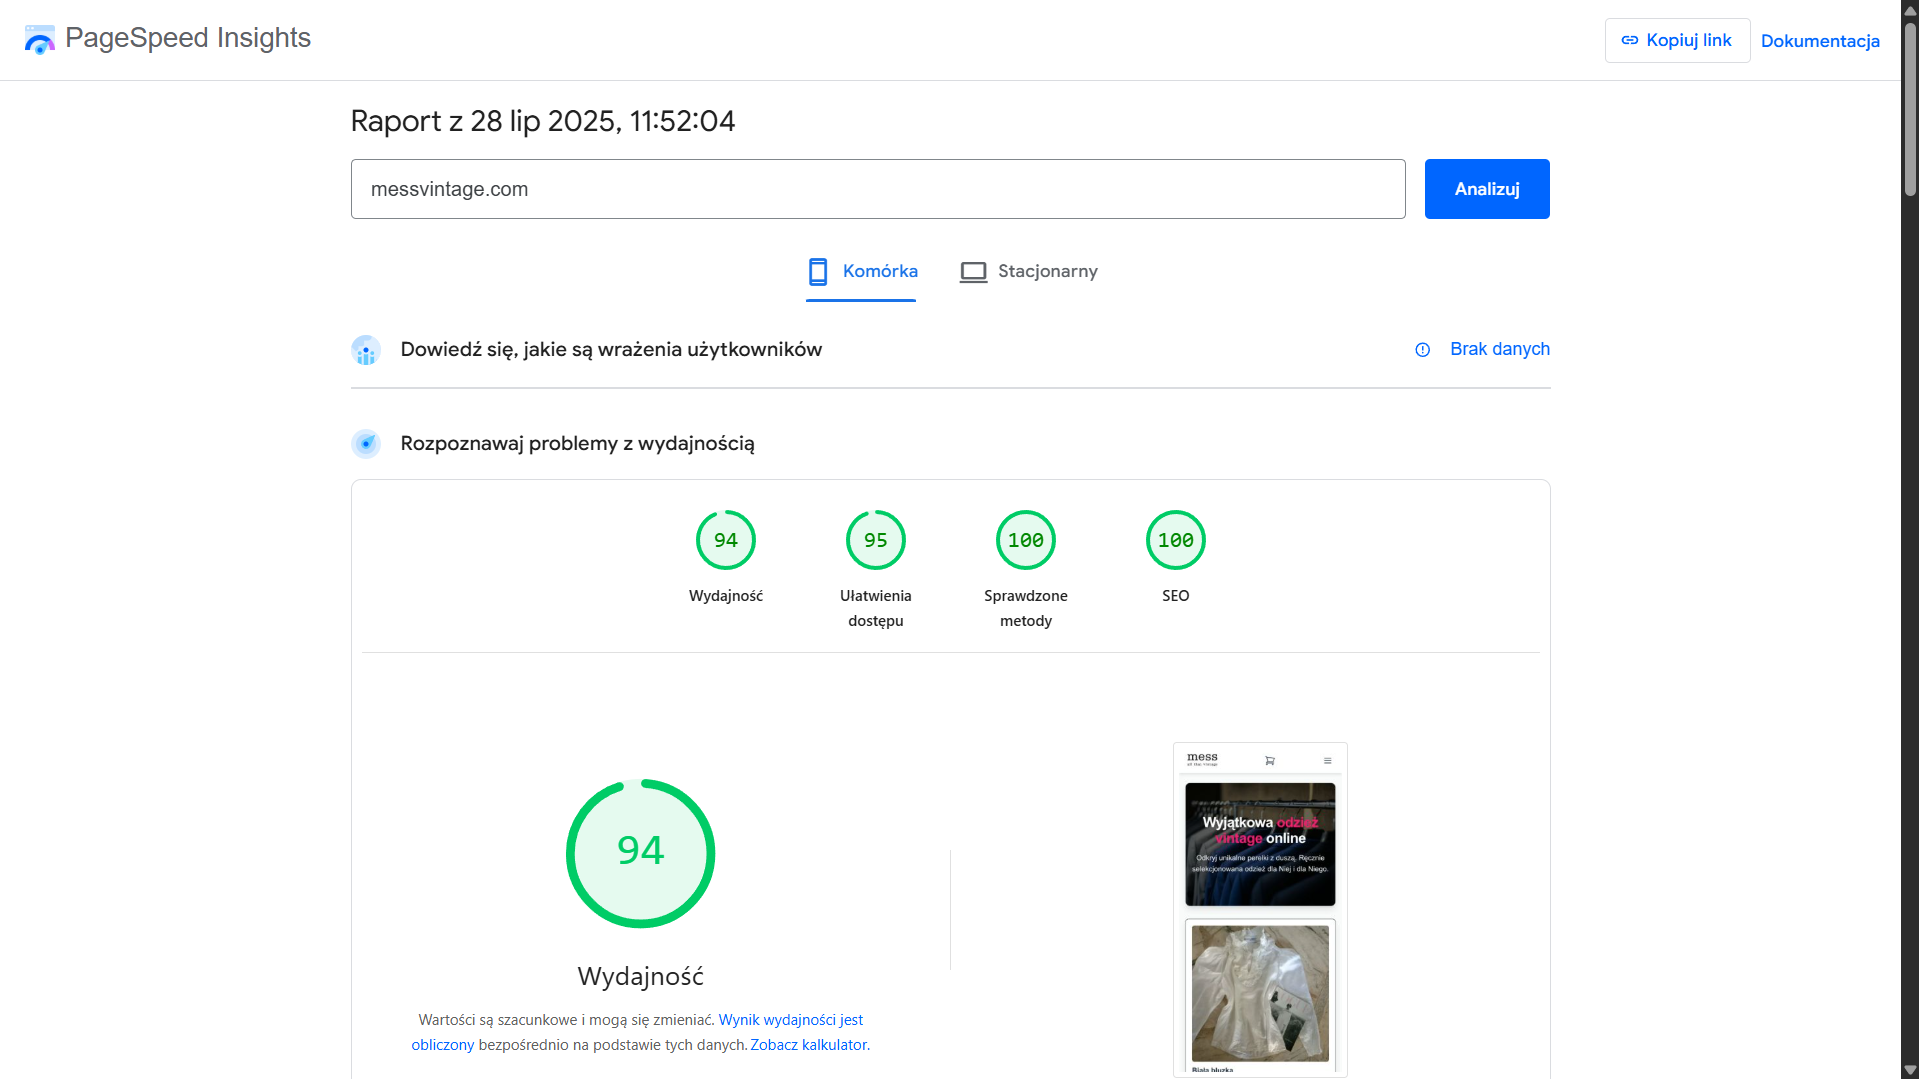 PageSpeed Insights
Kopiuj link
Dokumentacja
Raport z 28 lip 2025, 11:52:04
messvintage.com
Analizuj
Komórka
Stacjonarny
Dowiedź się, jakie są wrażenia użytkowników
Brak danych
Rozpoznawaj problemy z wydajnością
94
95
100
100
Wydajność
Ułatwienia
dostępu
Sprawdzone
metody
SEO
94
Wydajność
Wartości są szacunkowe i mogą się zmieniać. Wynik wydajności jest
obliczony bezpośrednio na podstawie tych danych. Zobacz kalkulator.
mess
Wyjątkowa odzież
vintage online
Odkryj unikalne perełki z duszą. Ręcznie
selekcjonowana odzież dla Niej i dla Niego.
Biała bluzka